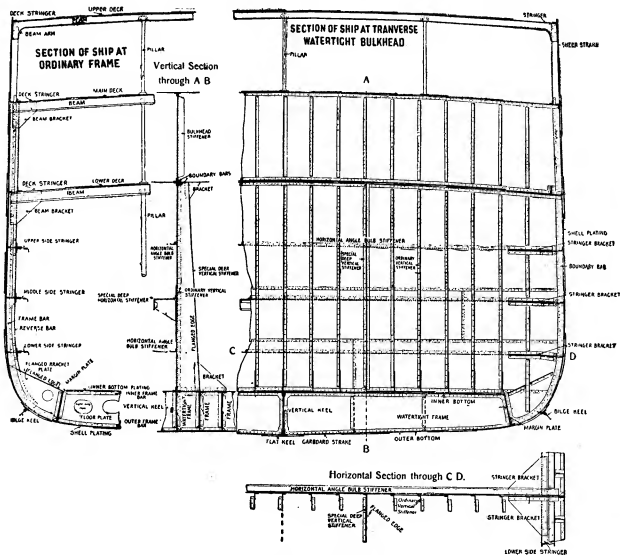 DECK STRINGER
UPPER DECK
BEAM ARM
SECTION OF SHIP AT
ORDINARY FRAME
PILLAR
Vertical Section
through A B
SECTION OF SHIP AT TRANVERSE
WATERTIGHT BULKHEAD
PILLAR
A
STRINGER
SHEER STRAKE
DECK STRINGER
MAIN DECK
BEAM
BEAM BRACKET
BULKHEAD
STIFFENER
BOUNDARY BARS
BRACKET
DECK STRINGER
LOWER DECK
BEAM
BEAM BRACKET
PILLAR
UPPER SIDE STRINGER
HORIZONTAL
ANGLE BULB
STIFFENER
SPECIAL DEEP
VERTICAL
STIFFENER
HORIZONTAL ANGLE BULB STIFFENER
SPECIAL
DEEP
VERTICAL
STIFFENER
ORDINARY
VERTICAL
STIFFENER
SHELL PLATING
STRINGER BRACKET
BOUNDARY BAR
MIDDLE SIDE STRINGER
SPECIAL DEEP
HORIZONTAL STIFFENER
ORDINARY VERTICAL
STIFFENER
STRINGER BRACKET
FRAME BAR
REVERSE BAR
LOWER SIDE STRINGER
HORIZONTAL ANGLE
BULB STIFFENER
FLANGED EDGE
C
STRINGER BRACKET
D
FLANGED BRACKET
PLATE
FLANGED EDGE
MARGIN PLATE
BRACKET
INNER BOTTOM PLATING
INNER FRAME
BAR
VERTICAL KEEL
FLOOR PLATE
OUTER FRAME
BAR
BILGE KEEL
SHELL PLATING
WATERTIGHT
FRAME
FRAME
FRAME
VERTICAL KEEL
INNER BOTTOM
WATERTIGHT FRAME
BILGE KEEL
MARGIN PLATE
FLAT KEEL
GARBOARD STRAKE
B
OUTER BOTTOM
Horizontal Section through C D.
HORIZONTAL ANGLE BULB STIFFENER
STRINGER BRACKET
Ordinary
Vertical
Stiffener
SPECIAL DEEP
VERTICAL
STIFFENER
FLANGED EDGE
STRINGER BRACKET
LOWER SIDE STRINGER